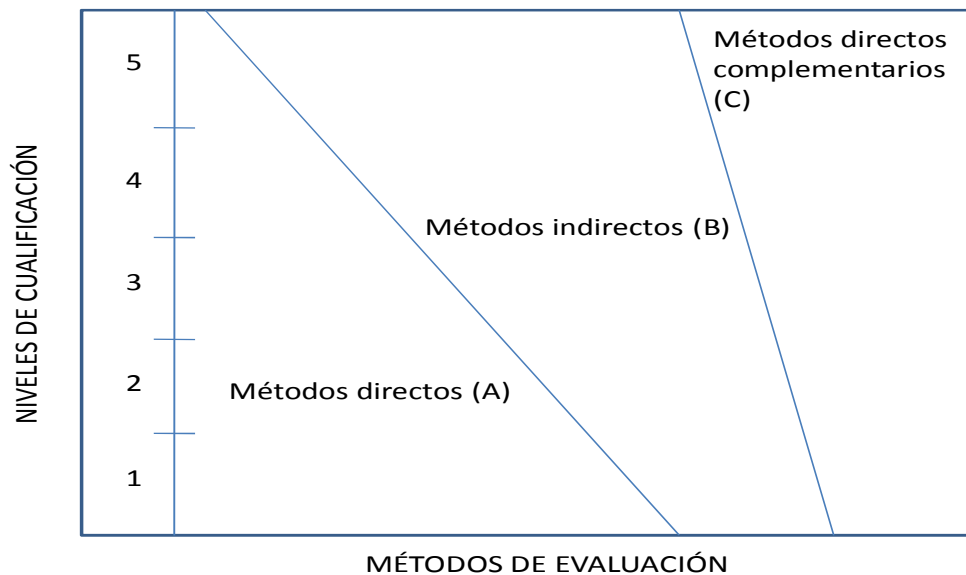 NIVELES DE CUALIFICACIÓN
5
4
3
2
1
Métodos directos
complementarios
(C)
Métodos indirectos (B)
Métodos directos (A)
MÉTODOS DE EVALUACIÓN